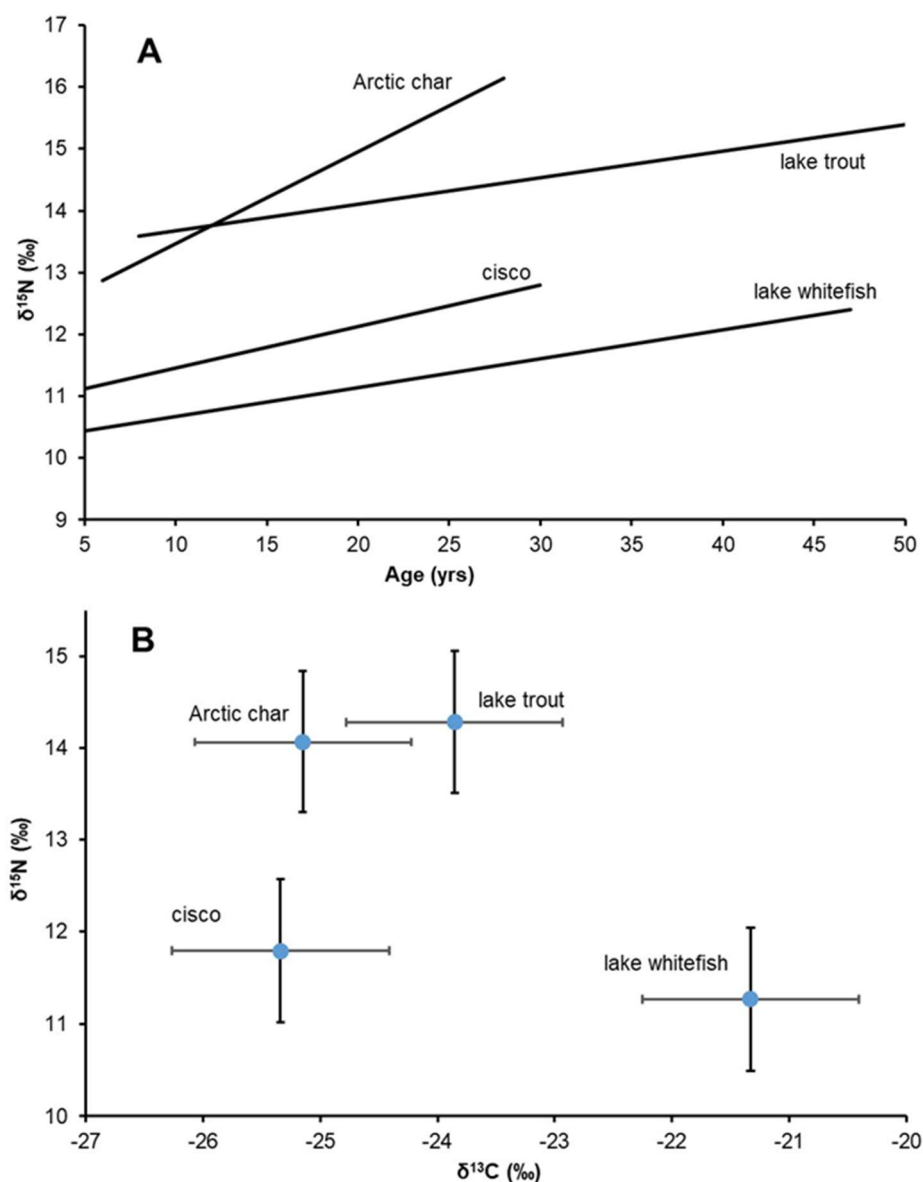 A
17
16
15
14
13
12
11
10
9
δ¹⁵N (‰)
Arctic char
lake trout
cisco
lake whitefish
5 10 15 20 25 30 35 40 45 50
Age (yrs)
B
15
14
13
12
11
10
δ¹⁵N (‰)
Arctic char
lake trout
cisco
lake whitefish
-27 -26 -25 -24 -23 -22 -21 -20
δ¹³C (‰)